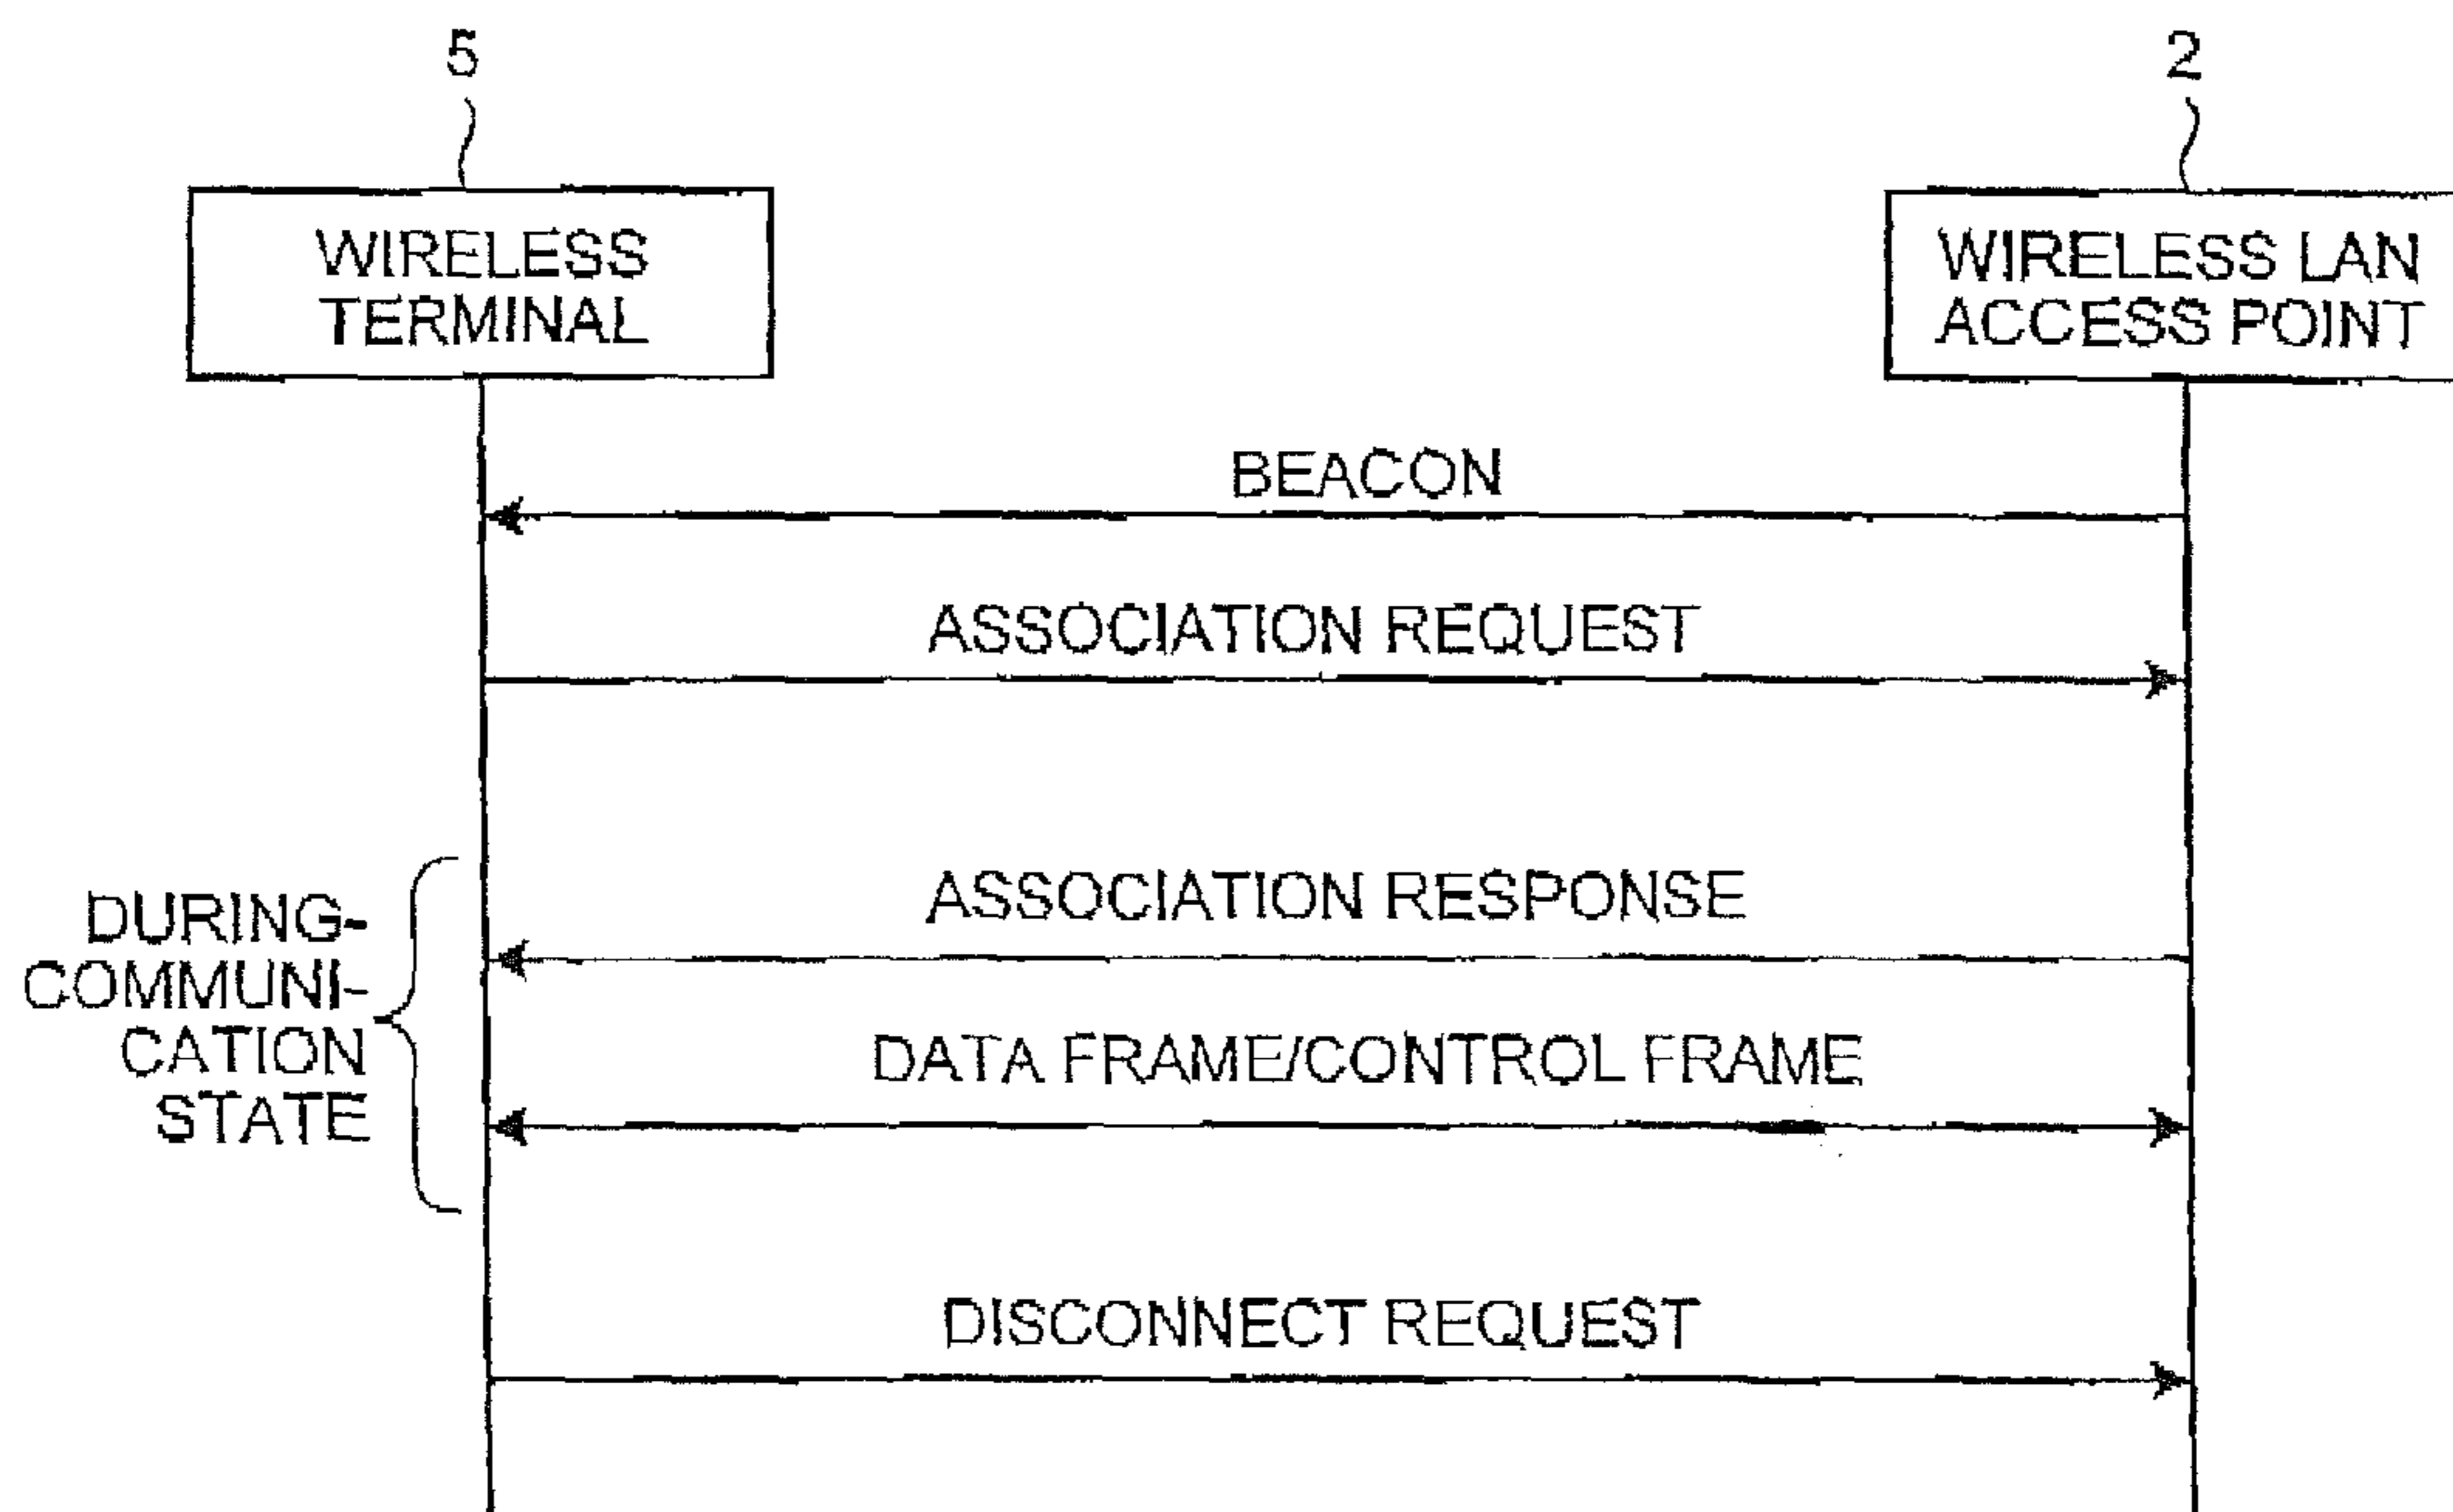 5
2
WIRELESS
TERMINAL
WIRELESS LAN
ACCESS POINT
BEACON
ASSOCIATION REQUEST
ASSOCIATION RESPONSE
DURING-
COMMUNI-
CATION
STATE
DATA FRAME/CONTROL FRAME
DISCONNECT REQUEST